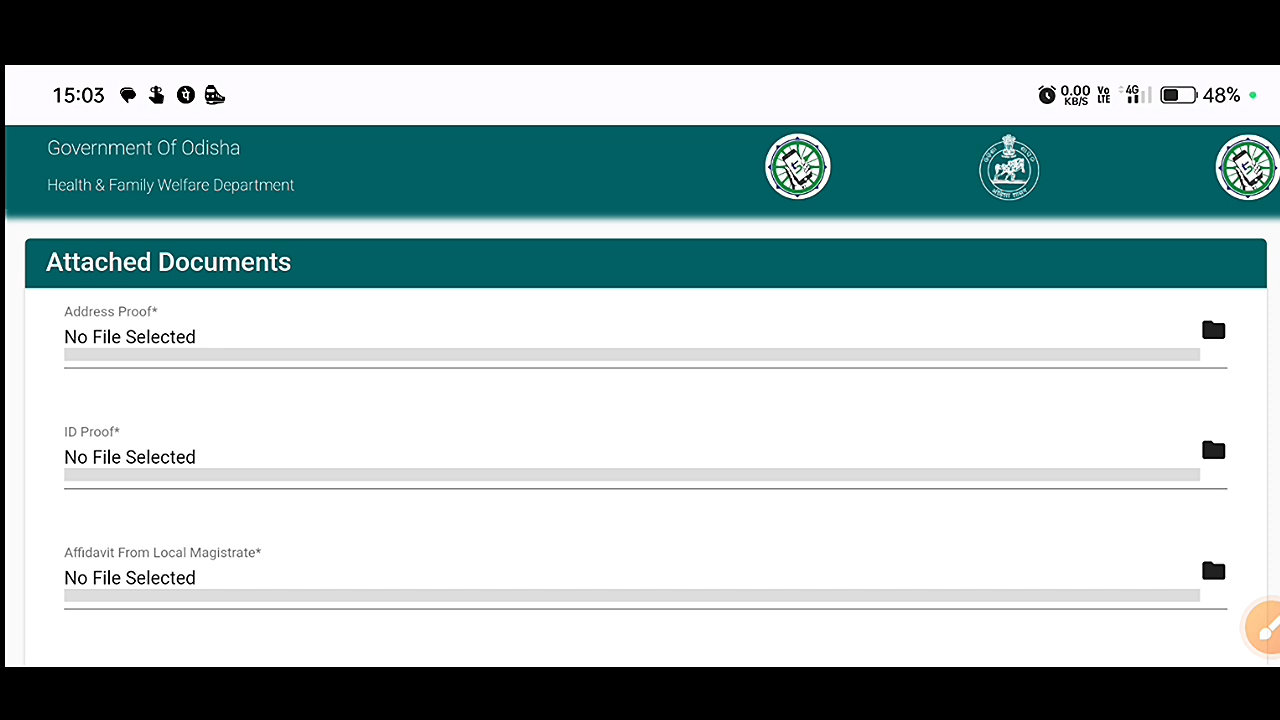 15:03
0.00 KB/S Vo LTE 4G 48%
Government Of Odisha
Health & Family Welfare Department
Attached Documents
Address Proof*
No File Selected
ID Proof*
No File Selected
Affidavit From Local Magistrate*
No File Selected